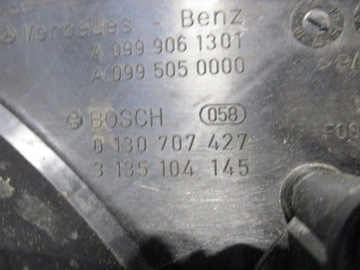 Mercedes - Benz
A 099 906 1301
A 099 505 0000
BOSCH 058
0 130 707 427
3 135 104 145